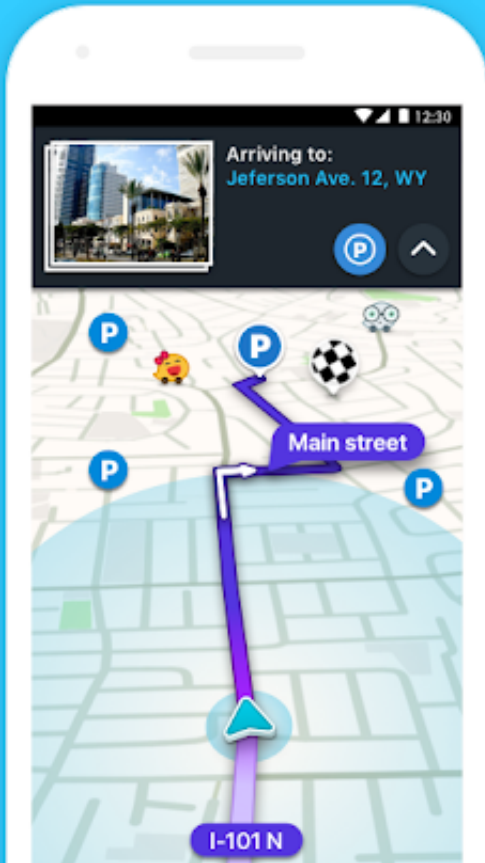 12:30
Arriving to:
Jeferson Ave. 12, WY
P
P
P
Main street
P
P
I-101 N